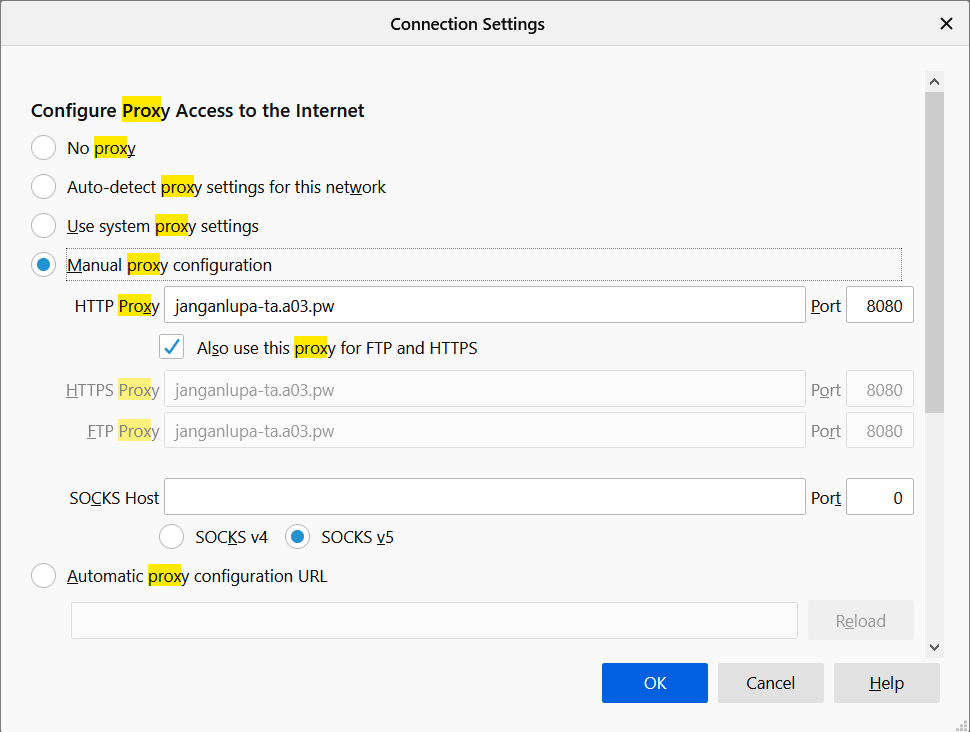 Connection Settings
Configure Proxy Access to the Internet
No proxy
Auto-detect proxy settings for this network
Use system proxy settings
Manual proxy configuration
HTTP Proxy janganlupa-ta.a03.pw Port 8080
Also use this proxy for FTP and HTTPS
HTTPS Proxy janganlupa-ta.a03.pw Port 8080
FTP Proxy janganlupa-ta.a03.pw Port 8080
SOCKS Host Port 0
SOCKS v4 SOCKS v5
Automatic proxy configuration URL
Reload
OK Cancel Help